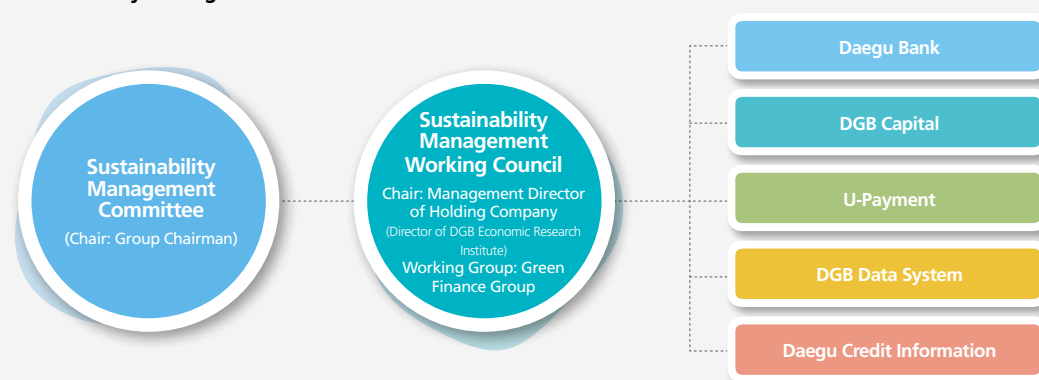 Sustainability
Management
Committee
(Chair: Group Chairman)
Sustainability
Management
Working Council
Chair: Management Director
of Holding Company
(Director of DGB Economic Research
Institute)
Working Group: Green
Finance Group
Daegu Bank
DGB Capital
U-Payment
DGB Data System
Daegu Credit Information